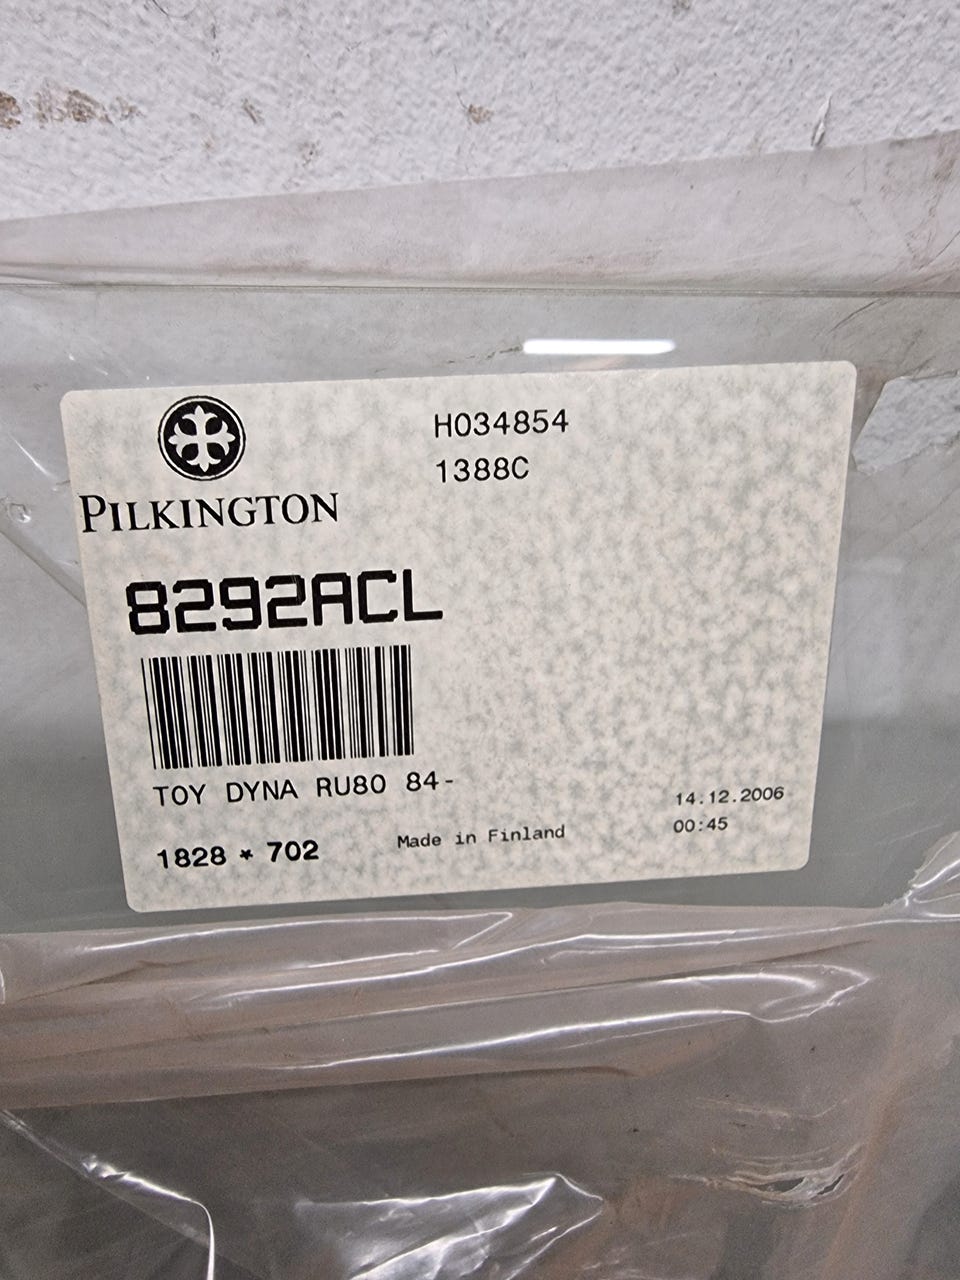 H034854
1388C
PILKINGTON
8292ACL
TOY DYNA RU80 84-
14.12.2006
1828 * 702
Made in Finland
00:45